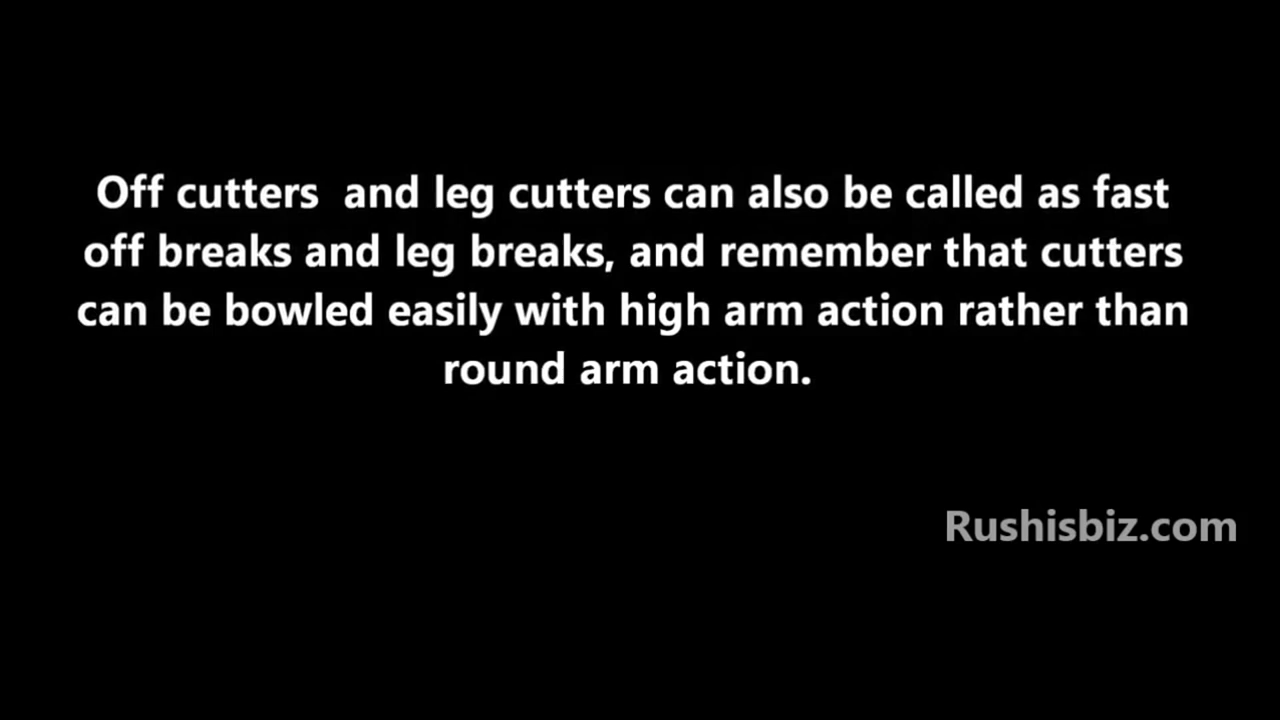 Off cutters  and leg cutters can also be called as fast
off breaks and leg breaks, and remember that cutters
can be bowled easily with high arm action rather than
round arm action.
Rushisbiz.com